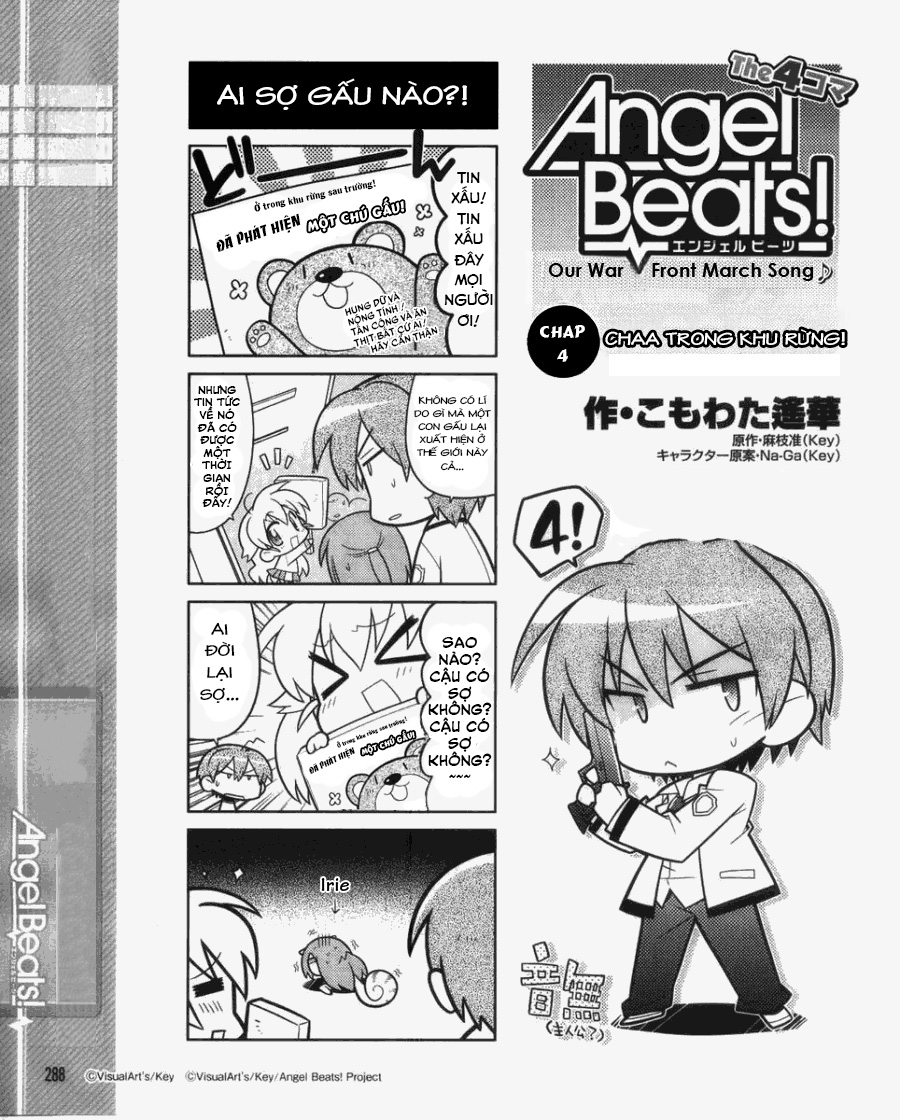 The 4コマ
Angel
Beats!
エンジェル ビーツ
Our War Front March Song♪
CHAP
4
CHAA TRONG KHU RỪNG!
作・こもわた遙華
原作・麻枝准(Key)
キャラクター原案・Na-Ga(Key)
4!
音無
(主人公?)
AI SỢ GẤU NÀO?!
どーん
TIN
XẤU!
TIN
XẤU
ĐÂY
MỌI
NGƯỜI
ƠI!
Ở trong khu rừng sau trường!
ĐÃ PHÁT HIỆN MỘT CHÚ GẤU!
HUNG DỮ VÀ
NÓNG TÍNH!
TẤN CÔNG VÀ ĂN
THỊT BẤT CỨ AI!
HÃY CẨN THẬN
KHÔNG CÓ LÍ
DO GÌ MÀ MỘT
CON GẤU LẠI
XUẤT HIỆN Ở
THẾ GIỚI NÀY
CẢ...
NHƯNG
TIN TỨC
VỀ NÓ
ĐÃ CÓ
ĐƯỢC
MỘT
THỜI
GIAN
RỒI
ĐẤY!
SAO
NÀO?
CẬU CÓ
SỢ
KHÔNG?
CẬU CÓ
SỢ
KHÔNG?
~~~
AI
ĐỜI
LẠI
SỢ...
Ở trong khu rừng sau trường!
ĐÃ PHÁT HIỆN MỘT CHÚ GẤU!
Irie
↓
Angel Beats!
288 ©VisualArt's/Key ©VisualArt's/Key/Angel Beats! Project